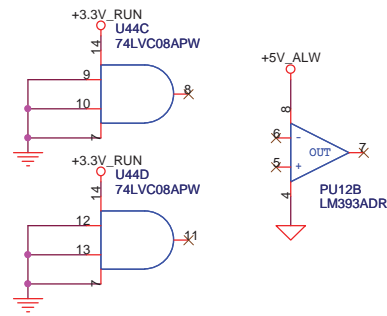 +3.3V_RUN
U44C
74LVC08APW
14
9
10
8
7
+3.3V_RUN
U44D
74LVC08APW
14
12
13
11
7
+5V_ALW
8
6
-
OUT
7
5
+
4
PU12B
LM393ADR